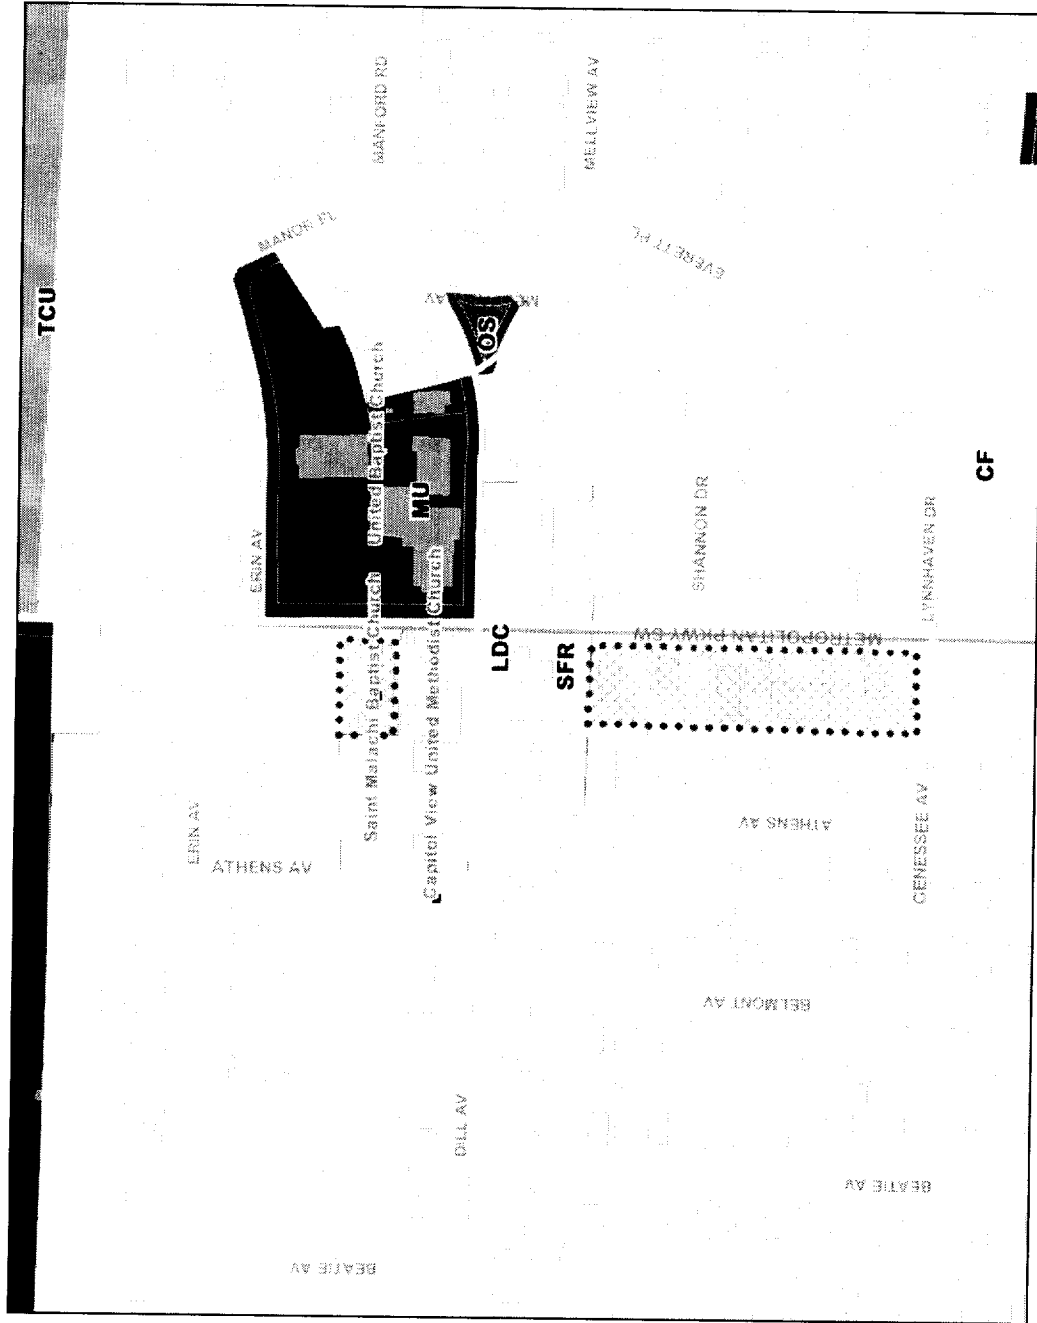 TCU
MANFORD RD
MELLVIEW AV
MANOR PL
EVERETT PL
AV
OS
United Baptist Church
MU
ERIN AV
SHANNON DR
LYNNHAVEN DR
CF
Saint Malachi Baptist Church
Capitol View United Methodist Church
LDC
SFR
METROPOLITAN PKWY SW
ERIN AV
ATHENS AV
ATHENS AV
GENESSEE AV
BELMONT AV
DILL AV
BEATIE AV
BEATIE AV